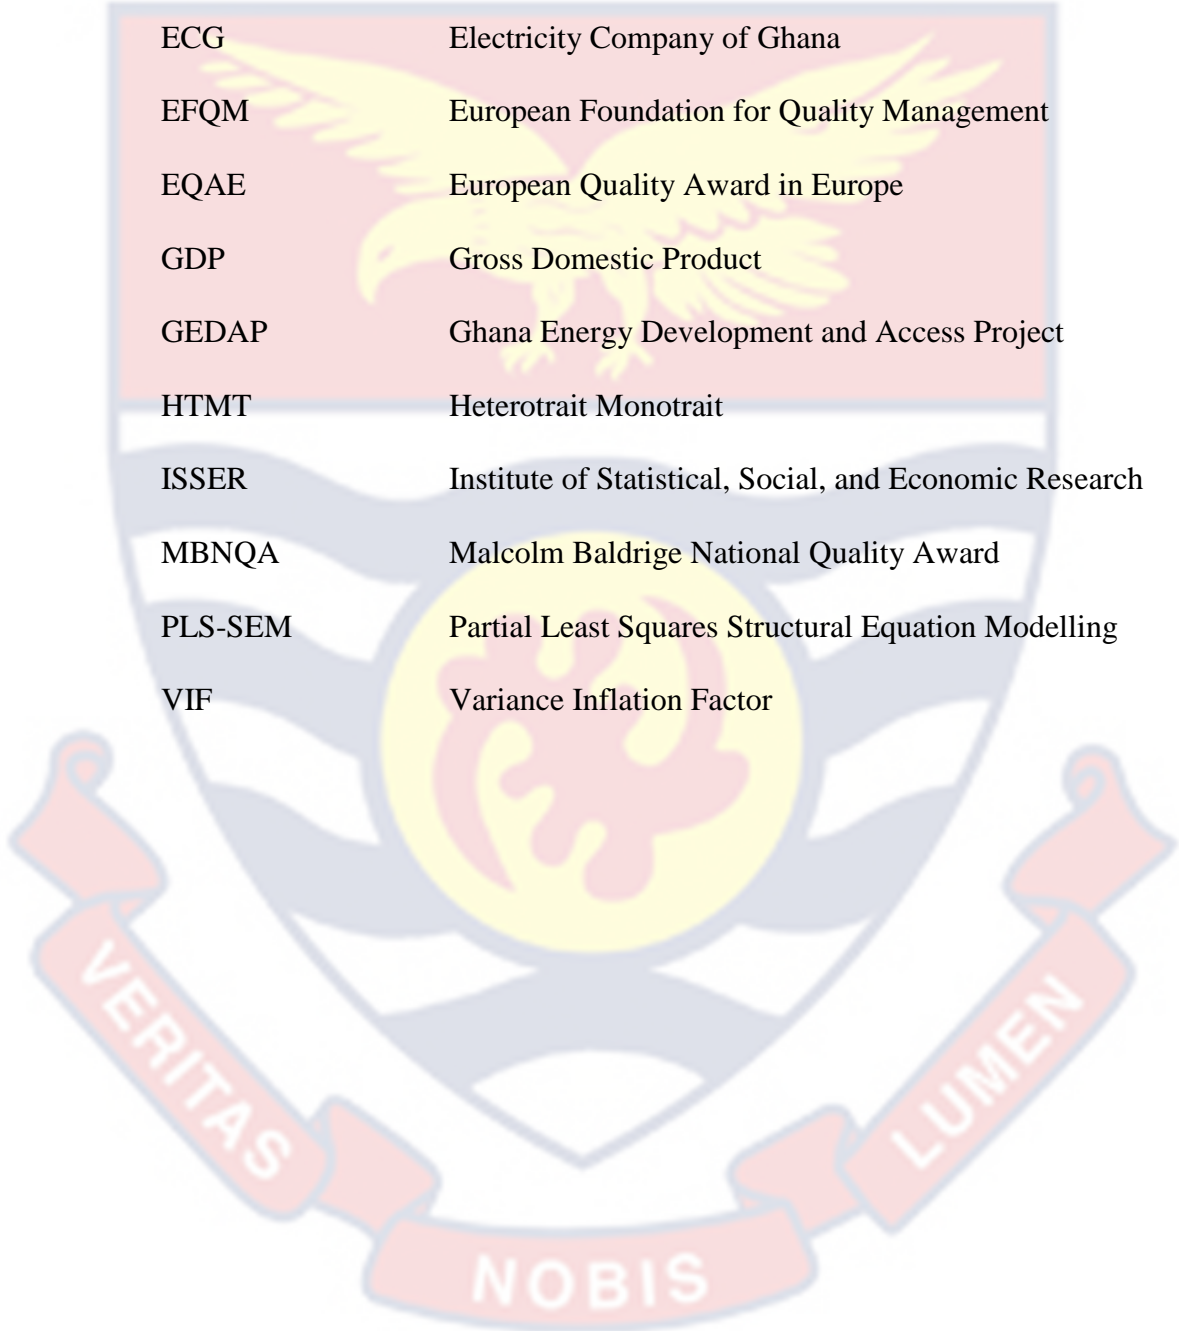 ECG Electricity Company of Ghana
EFQM European Foundation for Quality Management
EQAE European Quality Award in Europe
GDP Gross Domestic Product
GEDAP Ghana Energy Development and Access Project
HTMT Heterotrait Monotrait
ISSER Institute of Statistical, Social, and Economic Research
MBNQA Malcolm Baldrige National Quality Award
PLS-SEM Partial Least Squares Structural Equation Modelling
VIF Variance Inflation Factor
VERITAS
NOBIS
LUMEN